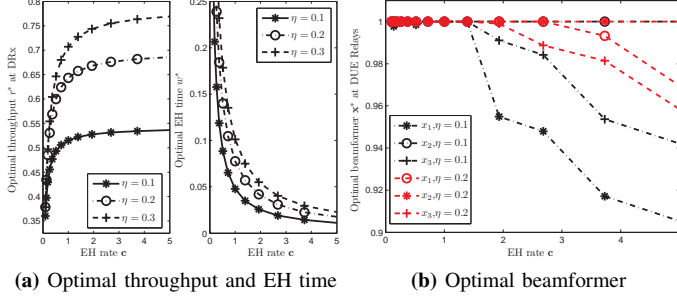 Optimal throughput r* at DRx
0.8
0.75
0.7
0.65
0.6
0.55
0.5
0.45
0.4
0.35
0 1 2 3 4 5
EH rate c
η = 0.1
η = 0.2
η = 0.3
Optimal EH time w*
0.2
0.15
0.1
0.05
0
0 1 2 3 4 5
EH rate c
η = 0.1
η = 0.2
η = 0.3
(a) Optimal throughput and EH time
Optimal beamformer x* at DUE Relays
1
0.98
0.96
0.94
0.92
0.9
0 1 2 3 4
EH rate c
x₁,η = 0.1
x₂,η = 0.1
x₃,η = 0.1
x₁,η = 0.2
x₂,η = 0.2
x₃,η = 0.2
(b) Optimal beamformer